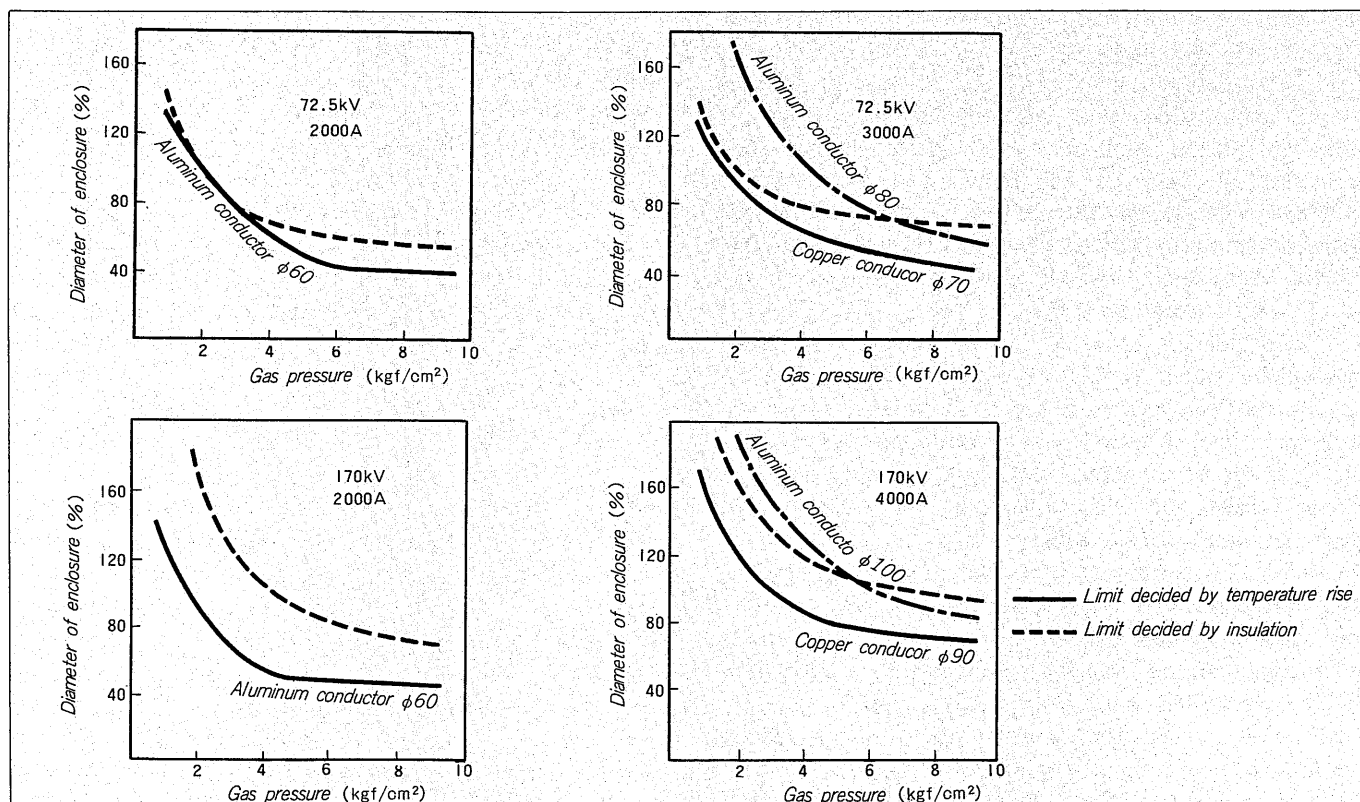 160
120
80
40
Diameter of enclosure (%)
72.5kV
2000A
Aluminum conductor φ60
2 4 6 8 10
Gas pressure (kgf/cm²)
160
120
80
40
Diameter of enclosure (%)
72.5kV
3000A
Aluminum conductor φ80
Copper conducor φ70
2 4 6 8 10
Gas pressure (kgf/cm²)
160
120
80
40
Diameter of enclosure (%)
170kV
2000A
Aluminum conductor φ60
2 4 6 8 10
Gas pressure (kgf/cm²)
160
120
80
40
Diameter of enclosure (%)
170kV
4000A
Aluminum conducto φ100
Copper conducor φ90
2 4 6 8 10
Gas pressure (kgf/cm²)
Limit decided by temperature rise
Limit decided by insulation